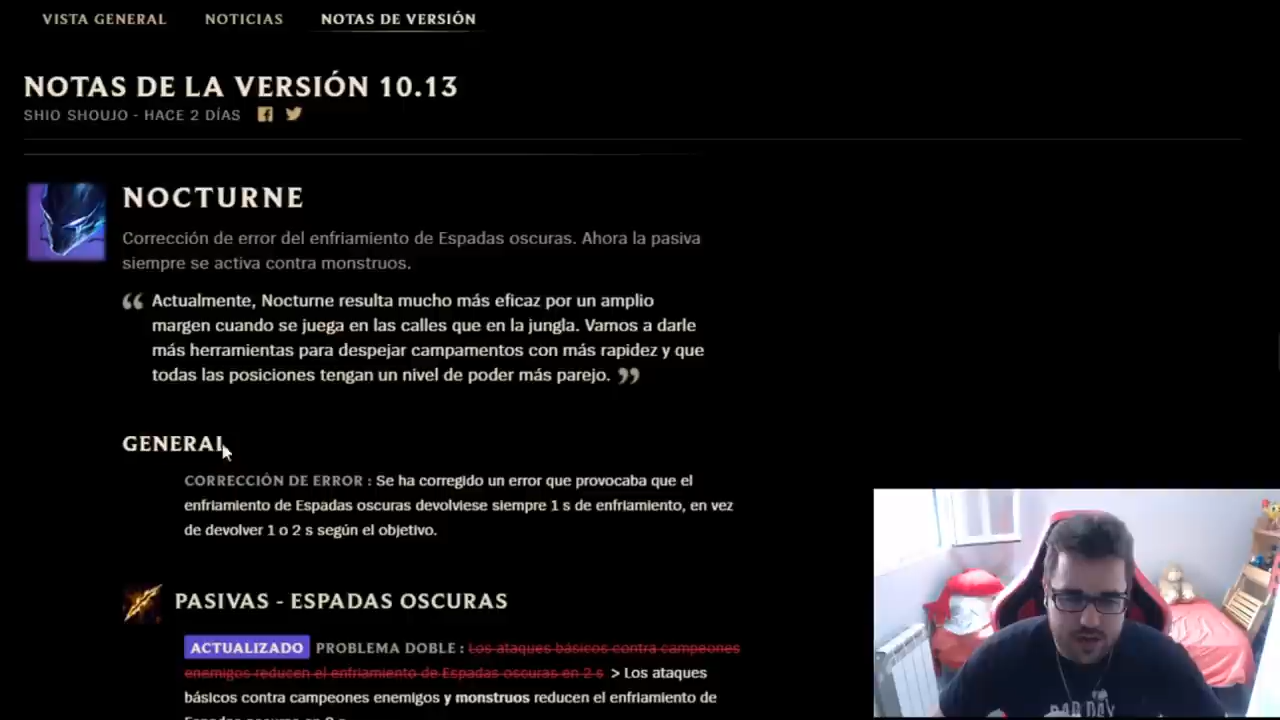 VISTA GENERAL NOTICIAS NOTAS DE VERSIÓN
NOTAS DE LA VERSIÓN 10.13
SHIO SHOUJO - HACE 2 DÍAS
NOCTURNE
Corrección de error del enfriamiento de Espadas oscuras. Ahora la pasiva
siempre se activa contra monstruos.
“ Actualmente, Nocturne resulta mucho más eficaz por un amplio
margen cuando se juega en las calles que en la jungla. Vamos a darle
más herramientas para despejar campamentos con más rapidez y que
todas las posiciones tengan un nivel de poder más parejo. ”
GENERAL
CORRECCIÓN DE ERROR : Se ha corregido un error que provocaba que el
enfriamiento de Espadas oscuras devolviese siempre 1 s de enfriamiento, en vez
de devolver 1 o 2 s según el objetivo.
PASIVAS - ESPADAS OSCURAS
ACTUALIZADO PROBLEMA DOBLE : Los ataques básicos contra campeones
enemigos reducen el enfriamiento de Espadas oscuras en 2 s > Los ataques
básicos contra campeones enemigos y monstruos reducen el enfriamiento de
BAD DAY